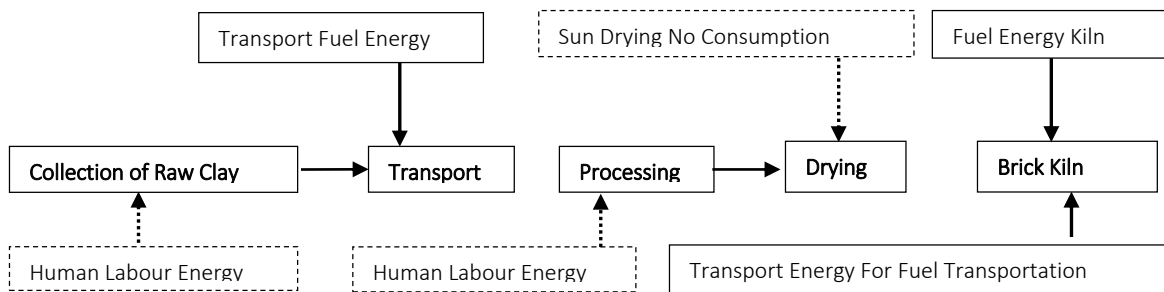 Transport Fuel Energy
Sun Drying No Consumption
Fuel Energy Kiln
Collection of Raw Clay
Transport
Processing
Drying
Brick Kiln
Human Labour Energy
Human Labour Energy
Transport Energy For Fuel Transportation